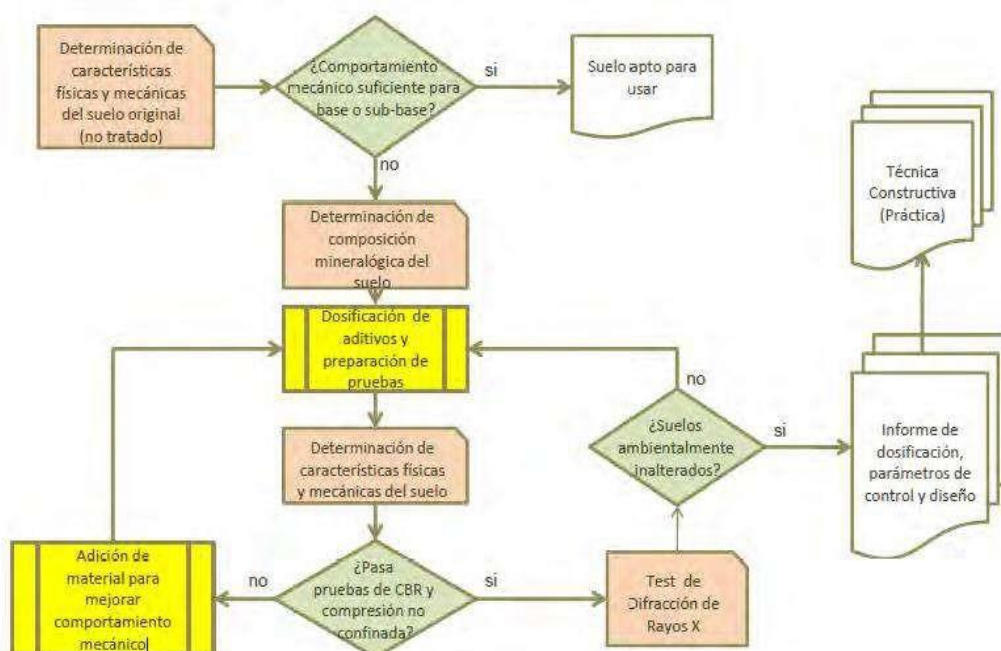 Determinación de
características
físicas y mecánicas
del suelo original
(no tratado)
¿Comportamiento
mecánico suficiente para
base o sub-base?
si
Suelo apto para
usar
no
Determinación de
composición
mineralógica del
suelo
Dosificación de
aditivos y
preparación de
pruebas
Determinación de
características físicas
y mecánicas del suelo
¿Pasa
pruebas de CBR y
compresión no
confinada?
no
Adición de
material para
mejorar
comportamiento
mecánico
si
Test de
Difracción de
Rayos X
¿Suelos
ambientalmente
inalterados?
no
si
Informe de
dosificación,
parámetros de
control y diseño
Técnica
Constructiva
(Práctica)